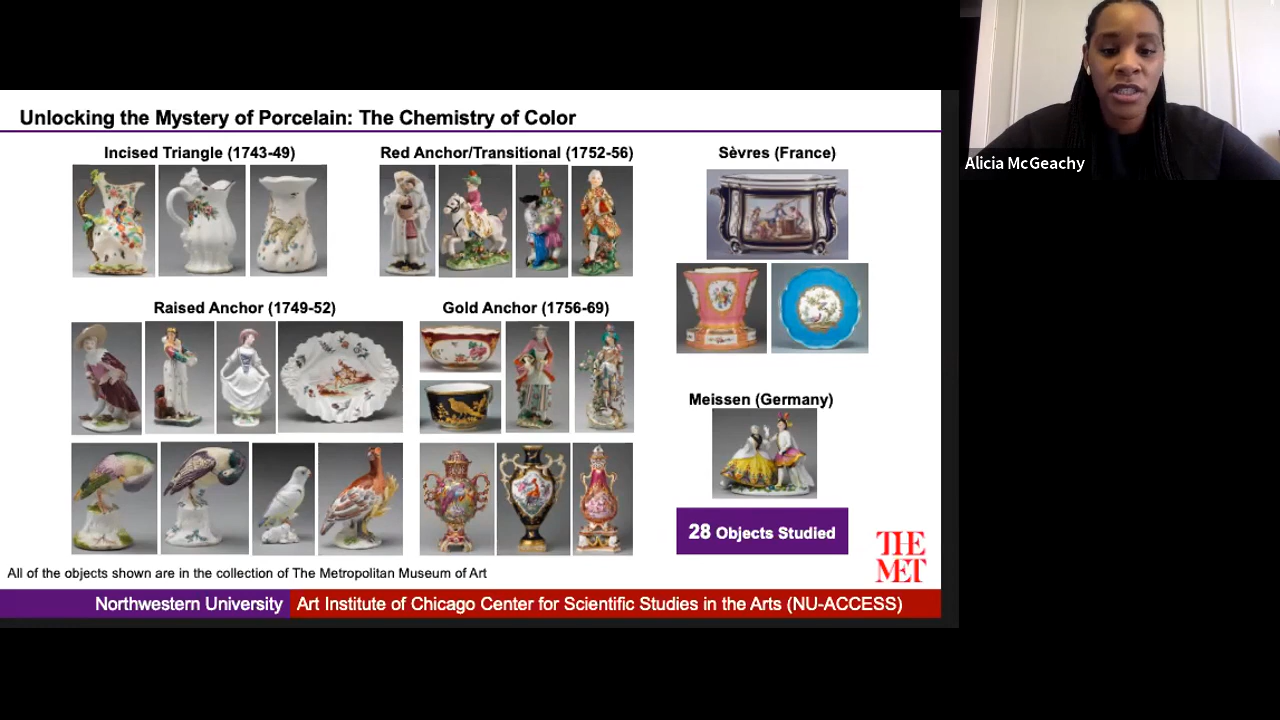 Unlocking the Mystery of Porcelain: The Chemistry of Color
Incised Triangle (1743-49)
Red Anchor/Transitional (1752-56)
Sèvres (France)
Raised Anchor (1749-52)
Gold Anchor (1756-69)
Meissen (Germany)
28 Objects Studied
THE
MET
All of the objects shown are in the collection of The Metropolitan Museum of Art
Northwestern University Art Institute of Chicago Center for Scientific Studies in the Arts (NU-ACCESS)
Alicia McGeachy